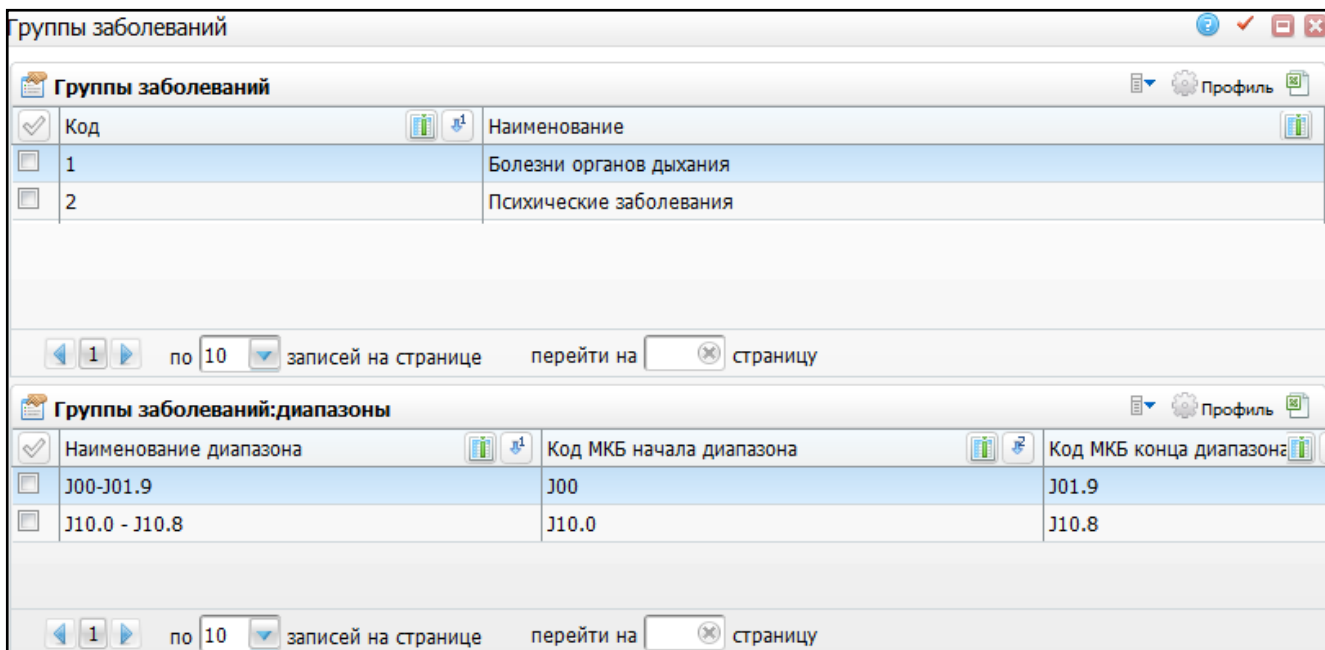 Группы заболеваний
Группы заболеваний Профиль
Код 1 Наименование
1 Болезни органов дыхания
2 Психические заболевания
1 по 10 записей на странице перейти на страницу
Группы заболеваний:диапазоны Профиль
Наименование диапазона 1 Код МКБ начала диапазона 2 Код МКБ конца диапазона
J00-J01.9 J00 J01.9
J10.0 - J10.8 J10.0 J10.8
1 по 10 записей на странице перейти на страницу